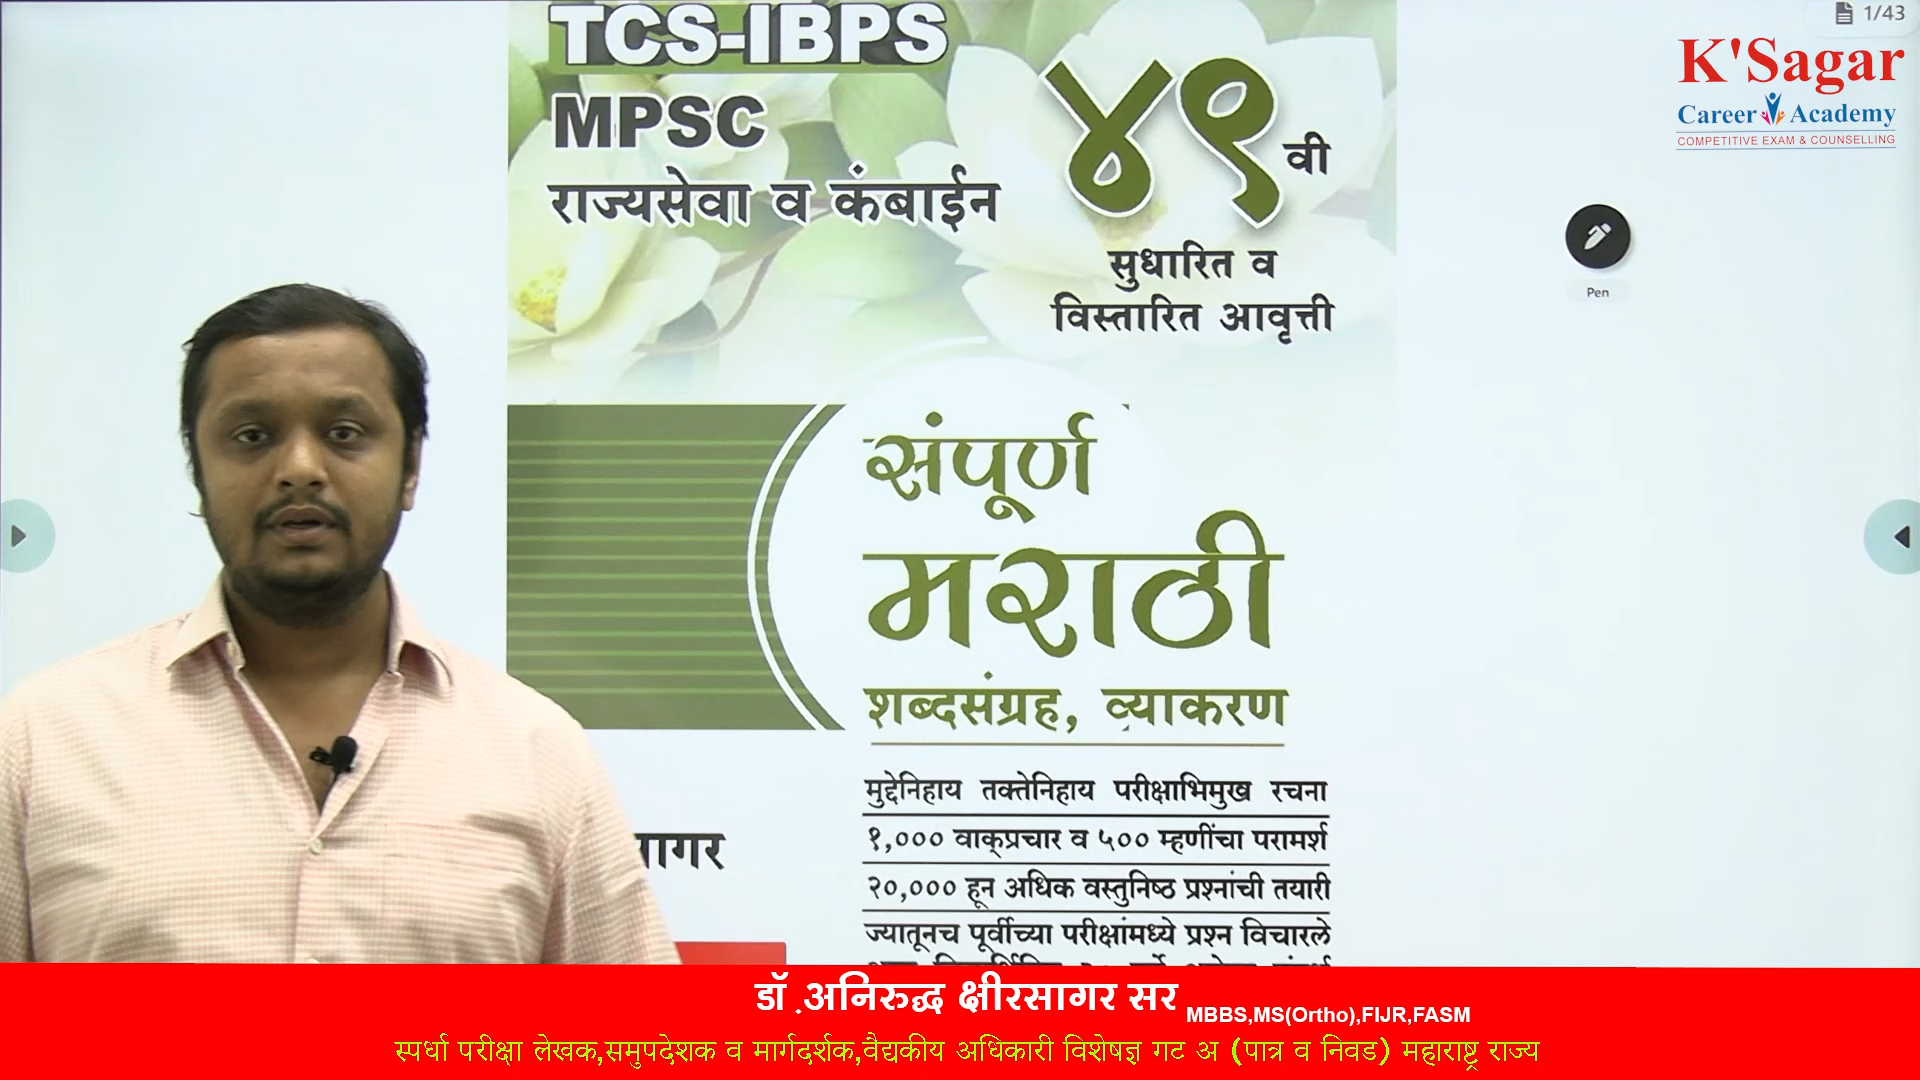 TCS-IBPS
MPSC
राज्यसेवा व कंबाईन
४९वी
सुधारित व
विस्तारित आवृत्ती
1/43
K'Sagar
Career Academy
COMPETITIVE EXAM & COUNSELLING
Pen
संपूर्ण
मराठी
शब्दसंग्रह, व्याकरण
मुद्देनिहाय तक्तेनिहाय परीक्षाभिमुख रचना
१,००० वाक्प्रचार व ५०० म्हणींचा परामर्श
२०,००० हून अधिक वस्तुनिष्ठ प्रश्नांची तयारी
ज्यातूनच पूर्वीच्या परीक्षांमध्ये प्रश्न विचारले
डॉ.अनिरुद्ध क्षीरसागर सर MBBS,MS(Ortho),FIJR,FASM
स्पर्धा परीक्षा लेखक,समुपदेशक व मार्गदर्शक,वैद्यकीय अधिकारी विशेषज्ञ गट अ (पात्र व निवड) महाराष्ट्र राज्य